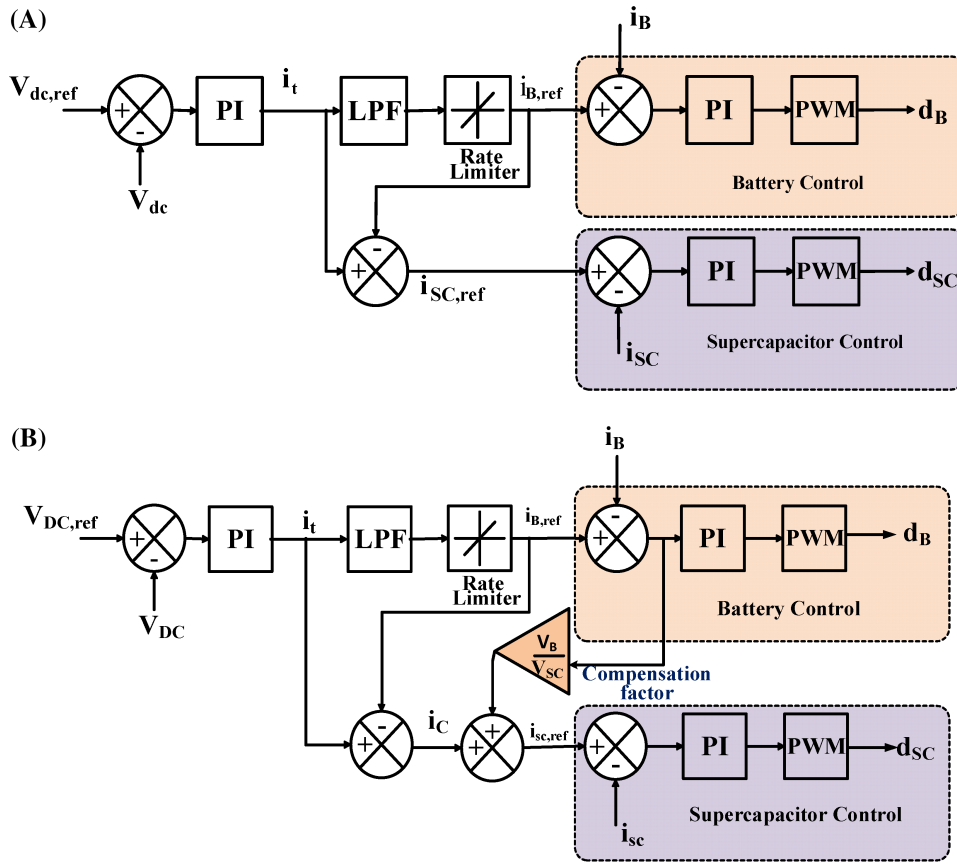 (A)
i_B
V_dc,ref
+
-
PI
i_t
LPF
Rate
Limiter
i_B,ref
-
+
PI
PWM
d_B
V_dc
Battery Control
-
+
i_SC,ref
+
-
PI
PWM
d_SC
i_SC
Supercapacitor Control
(B)
i_B
V_DC,ref
+
-
PI
i_t
LPF
Rate
Limiter
i_B,ref
-
+
PI
PWM
d_B
V_DC
Battery Control
V_B
V_SC
Compensation
factor
-
+
i_C
+
+
i_sc,ref
+
-
PI
PWM
d_SC
i_sc
Supercapacitor Control